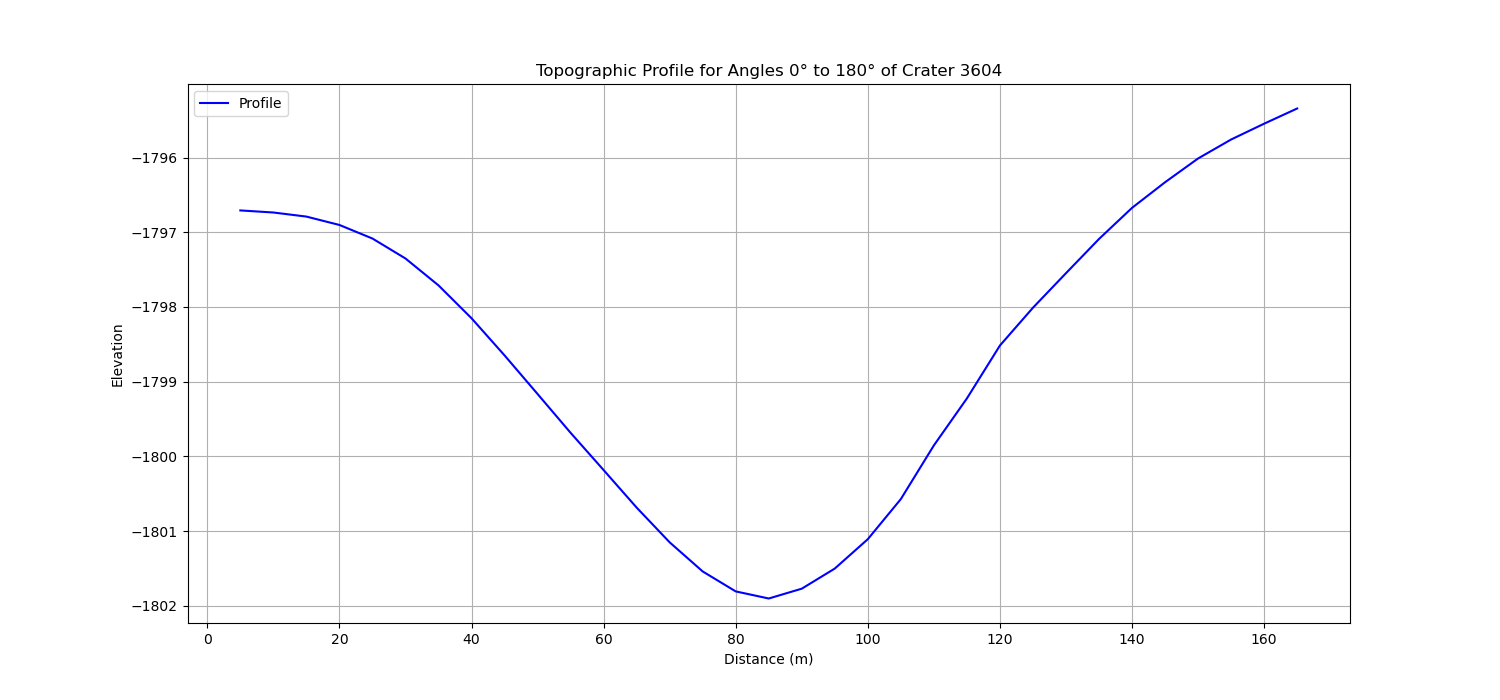 Topographic Profile for Angles 0° to 180° of Crater 3604
Profile
−1796
−1797
−1798
−1799
−1800
−1801
−1802
Elevation
0 20 40 60 80 100 120 140 160
Distance (m)